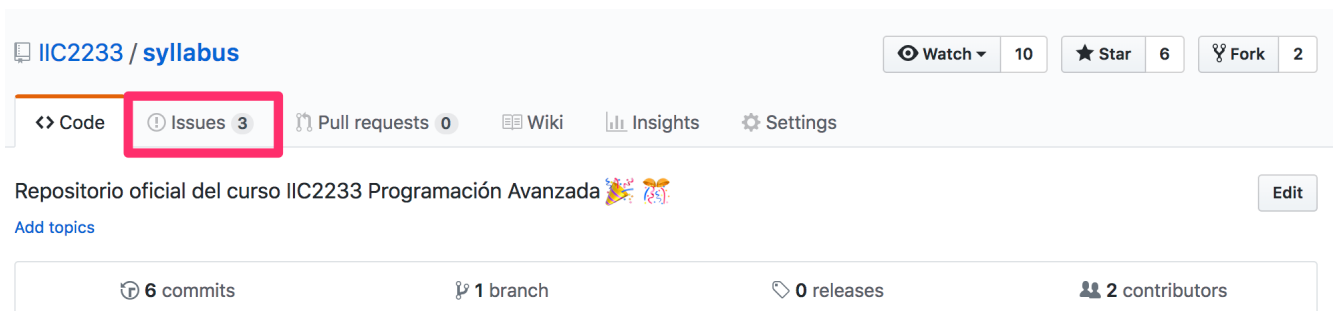 IIC2233 / syllabus
Watch 10 Star 6 Fork 2
<> Code Issues 3 Pull requests 0 Wiki Insights Settings
Repositorio oficial del curso IIC2233 Programación Avanzada 🎉 🎊 Edit
Add topics
6 commits 1 branch 0 releases 2 contributors